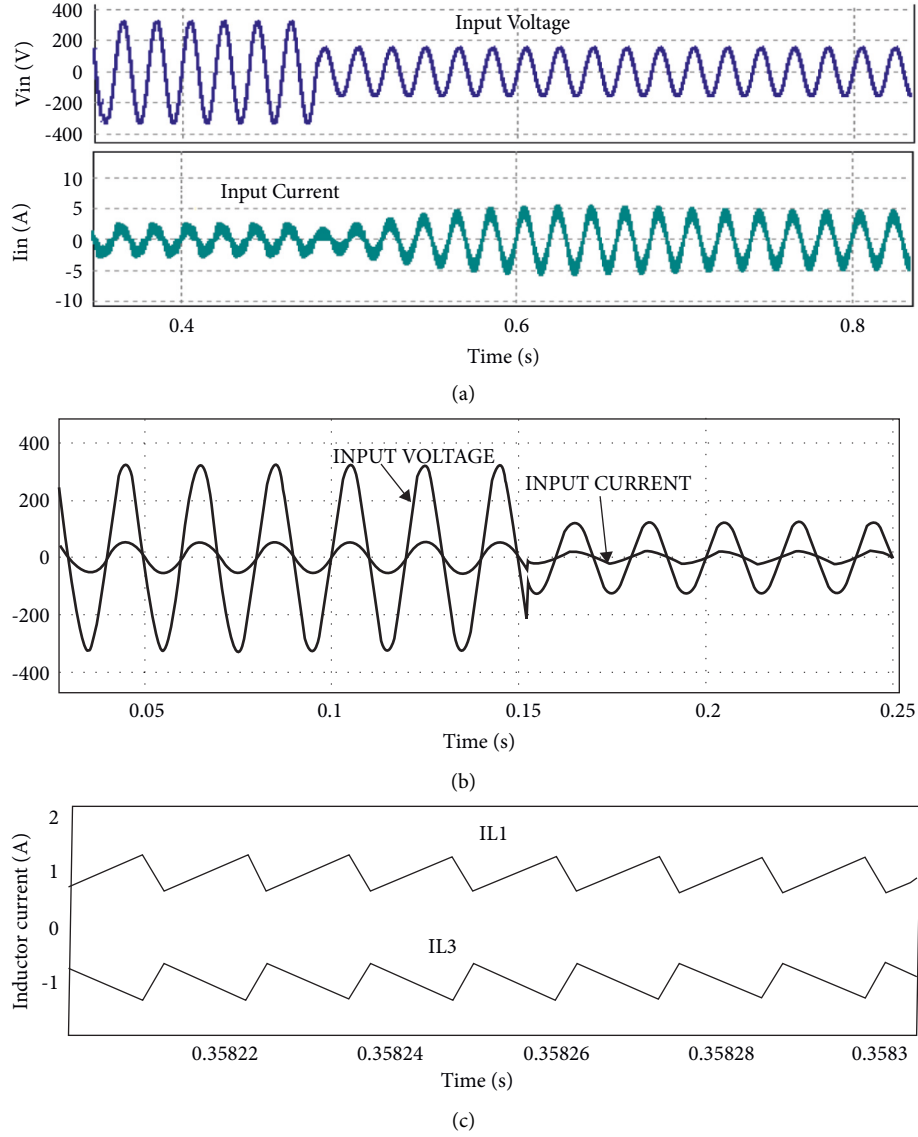 400
200
0
-200
-400
Vin (V)
Input Voltage
10
5
0
-5
-10
Iin (A)
Input Current
0.4
0.6
0.8
Time (s)
(a)
400
200
0
-200
-400
INPUT VOLTAGE
INPUT CURRENT
0.05
0.1
0.15
0.2
0.25
Time (s)
(b)
2
1
0
-1
Inductor current (A)
IL1
IL3
0.35822
0.35824
0.35826
0.35828
0.3583
Time (s)
(c)